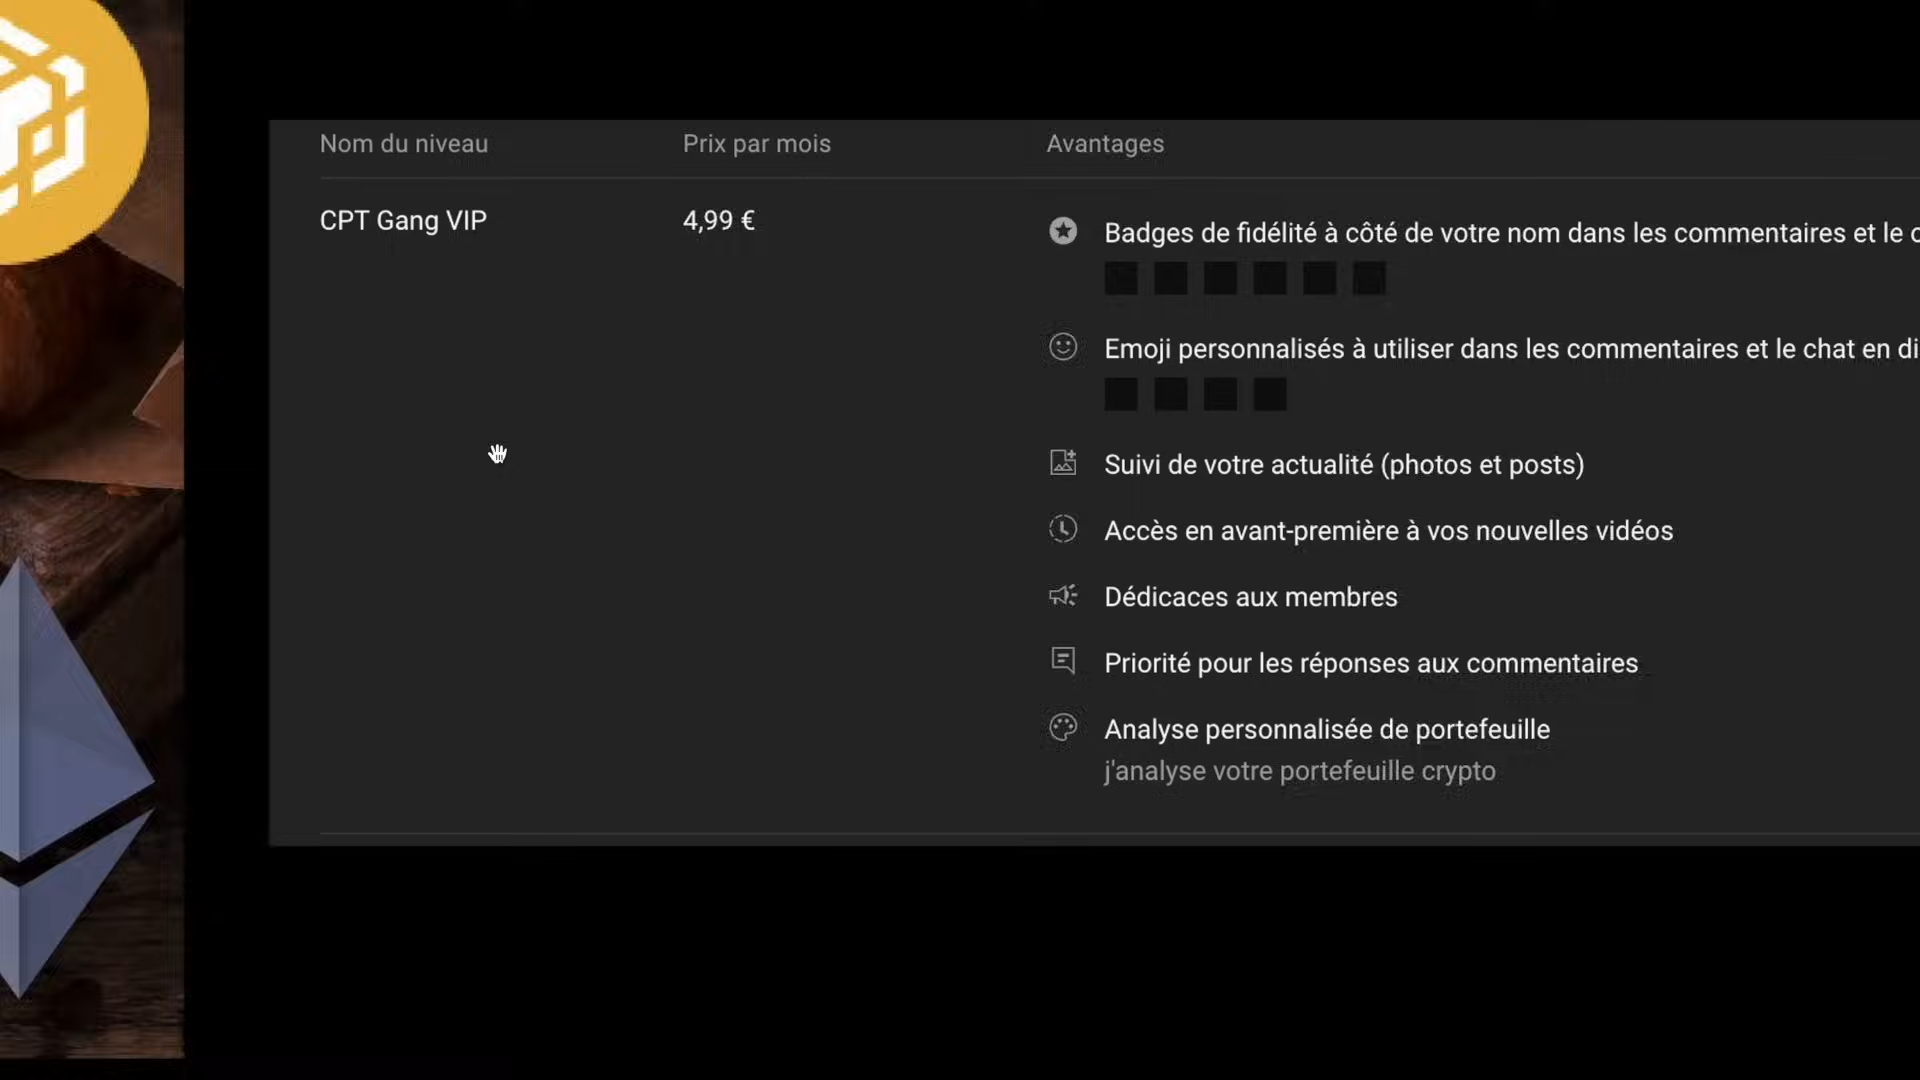 Nom du niveau Prix par mois Avantages
CPT Gang VIP 4,99 € Badges de fidélité à côté de votre nom dans les commentaires et le
Emoji personnalisés à utiliser dans les commentaires et le chat en di
Suivi de votre actualité (photos et posts)
Accès en avant-première à vos nouvelles vidéos
Dédicaces aux membres
Priorité pour les réponses aux commentaires
Analyse personnalisée de portefeuille
j'analyse votre portefeuille crypto